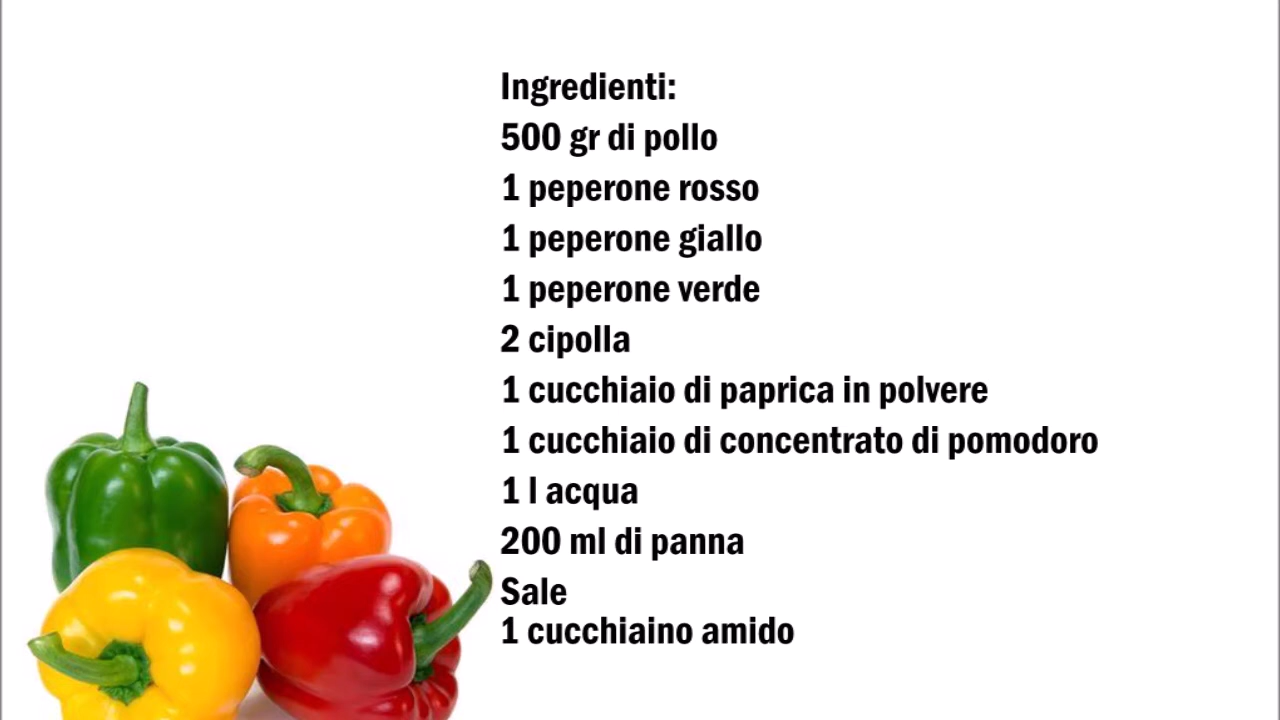 Ingredienti:
500 gr di pollo
1 peperone rosso
1 peperone giallo
1 peperone verde
2 cipolla
1 cucchiaio di paprica in polvere
1 cucchiaio di concentrato di pomodoro
1 l acqua
200 ml di panna
Sale
1 cucchiaino amido